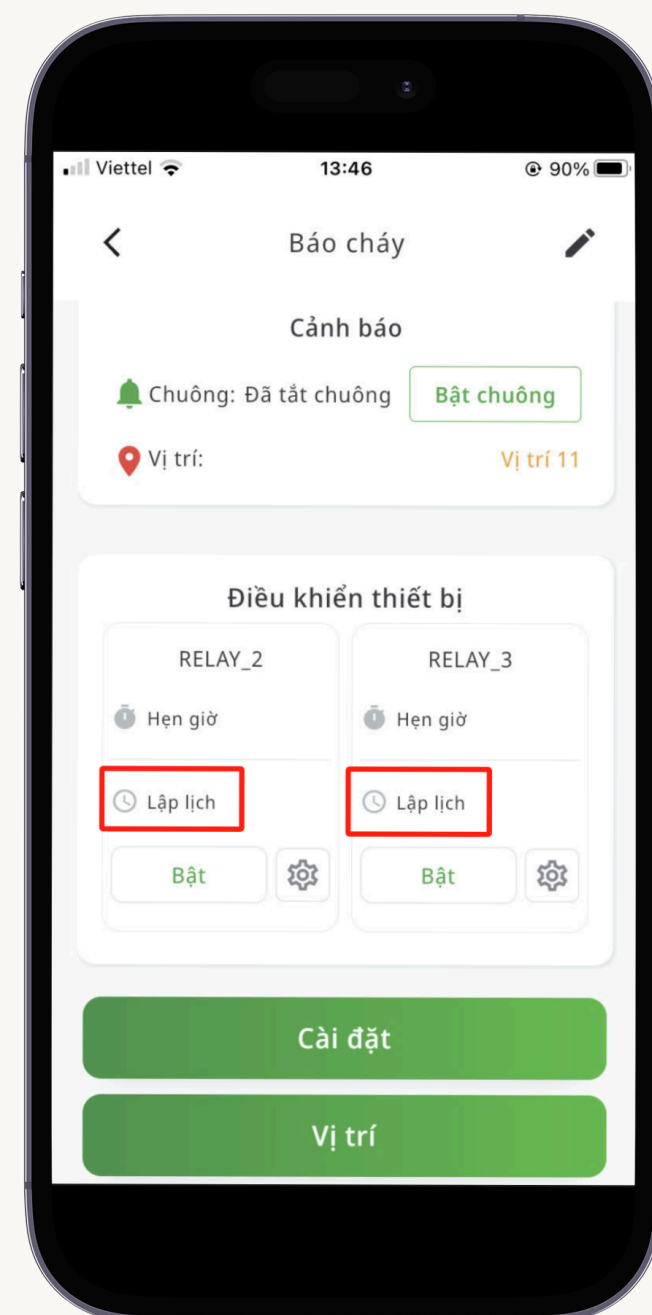 Viettel 13:46 90%
Báo cháy
Cảnh báo
Chuông: Đã tắt chuông Bật chuông
Vị trí: Vị trí 11
Điều khiển thiết bị
RELAY_2 RELAY_3
Hẹn giờ Hẹn giờ
Lập lịch Lập lịch
Bật Bật
Cài đặt
Vị trí